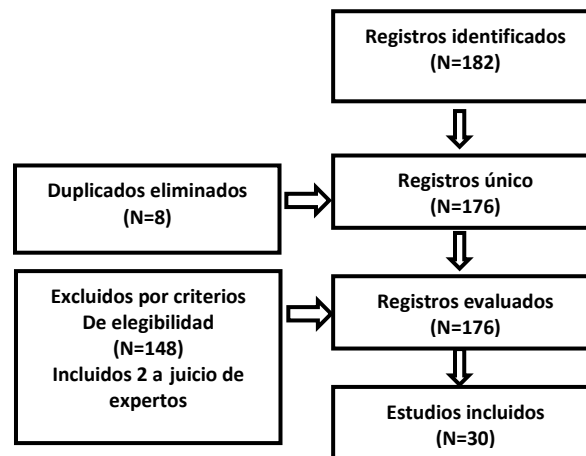 Registros identificados
(N=182)
Duplicados eliminados
(N=8)
Registros único
(N=176)
Excluidos por criterios
De elegibilidad
(N=148)
Incluidos 2 a juicio de
expertos
Registros evaluados
(N=176)
Estudios incluidos
(N=30)